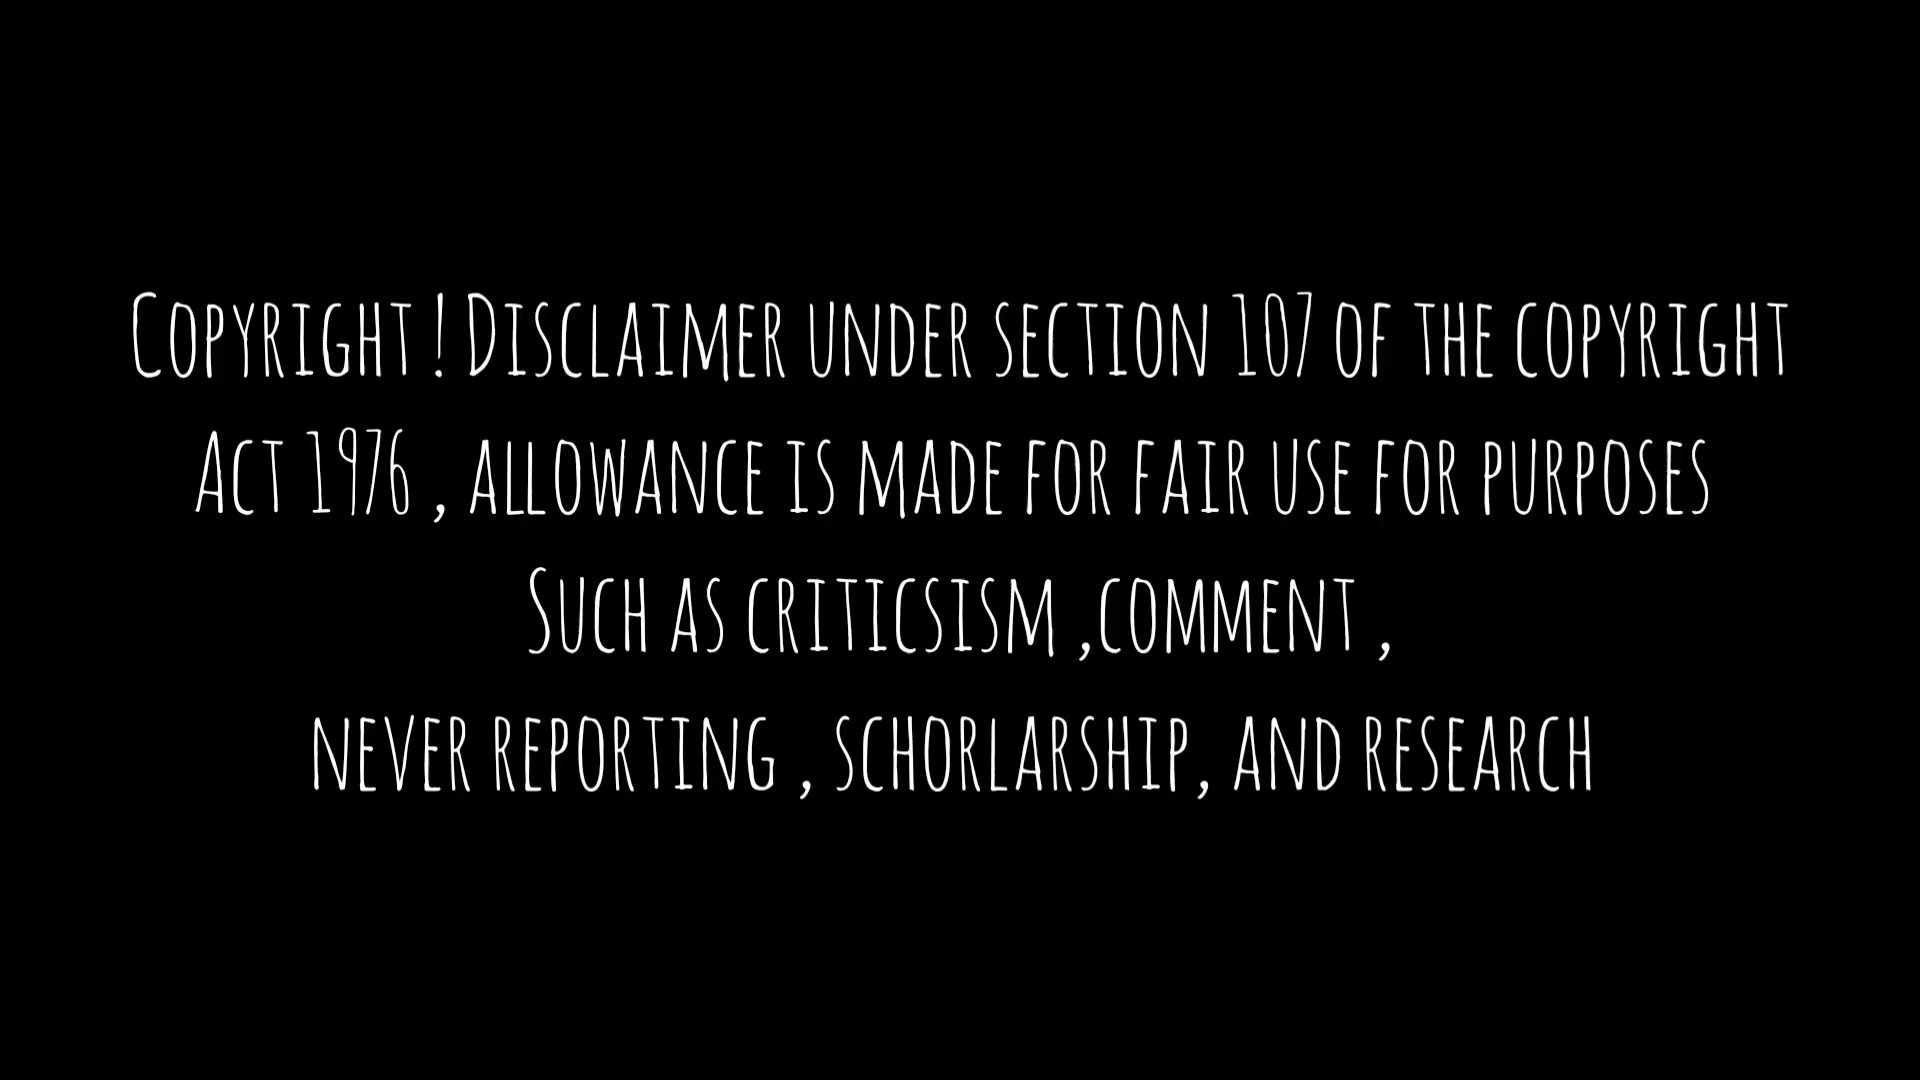 Copyright ! Disclaimer under section 107 of the copyright
Act 1976 , allowance is made for fair use for purposes
Such as criticsism ,comment ,
never reporting , schorlarship, and research